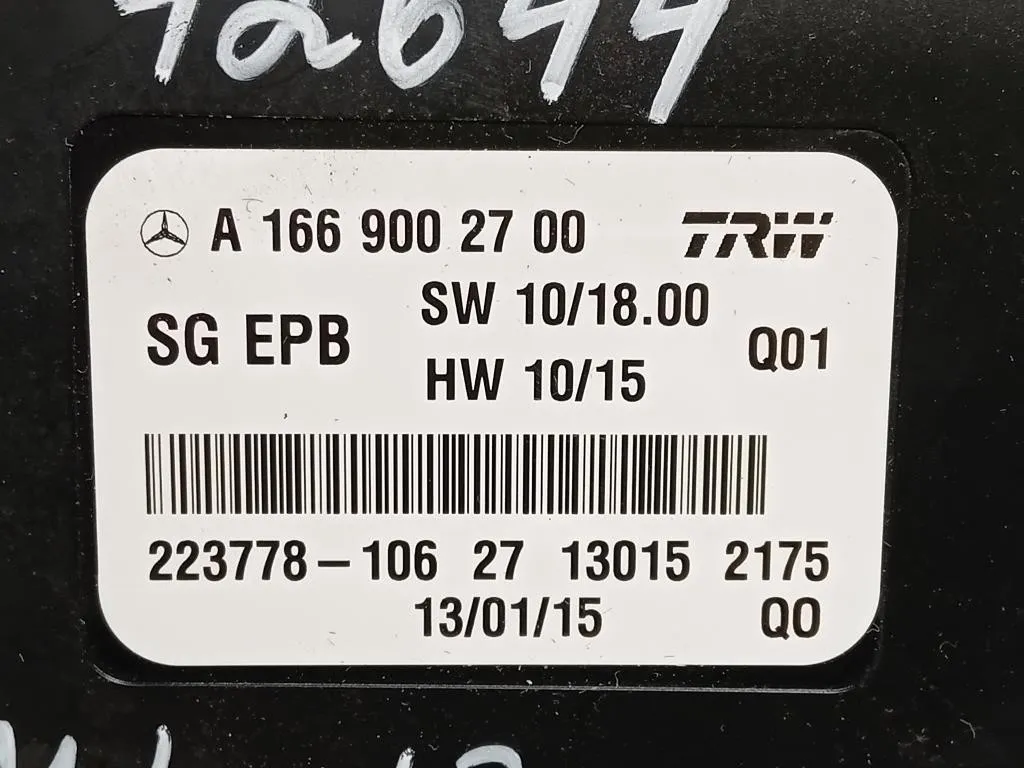 12644
A 166 900 27 00 TRW
SG EPB SW 10/18.00 Q01
HW 10/15
223778-106 27 13015 2175
13/01/15 QO